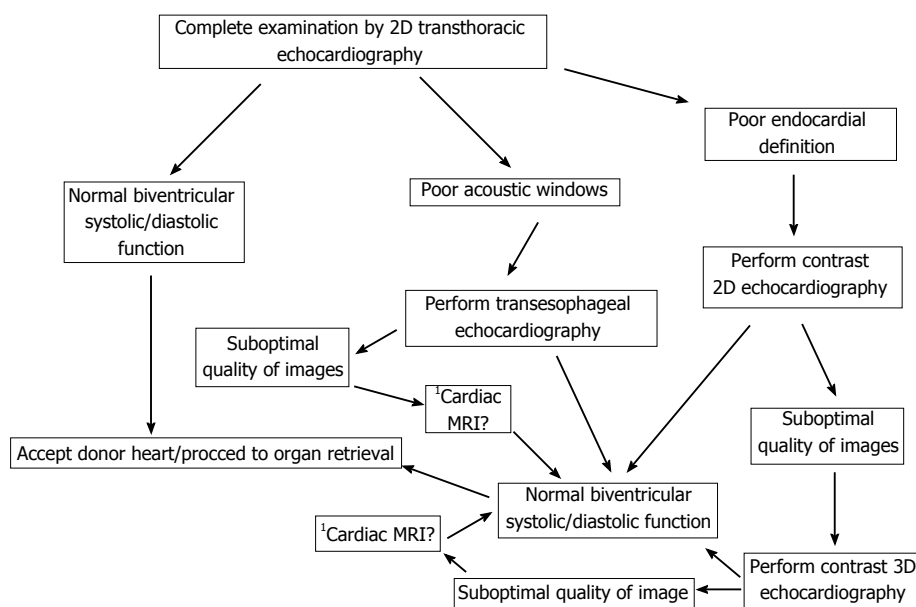 Complete examination by 2D transthoracic
echocardiography
Poor endocardial
definition
Normal biventricular
systolic/diastolic
function
Poor acoustic windows
Perform contrast
2D echocardiography
Perform transesophageal
echocardiography
Suboptimal
quality of images
¹Cardiac
MRI?
Suboptimal
quality of images
Accept donor heart/procced to organ retrieval
Normal biventricular
systolic/diastolic function
¹Cardiac MRI?
Perform contrast 3D
echocardiography
Suboptimal quality of image